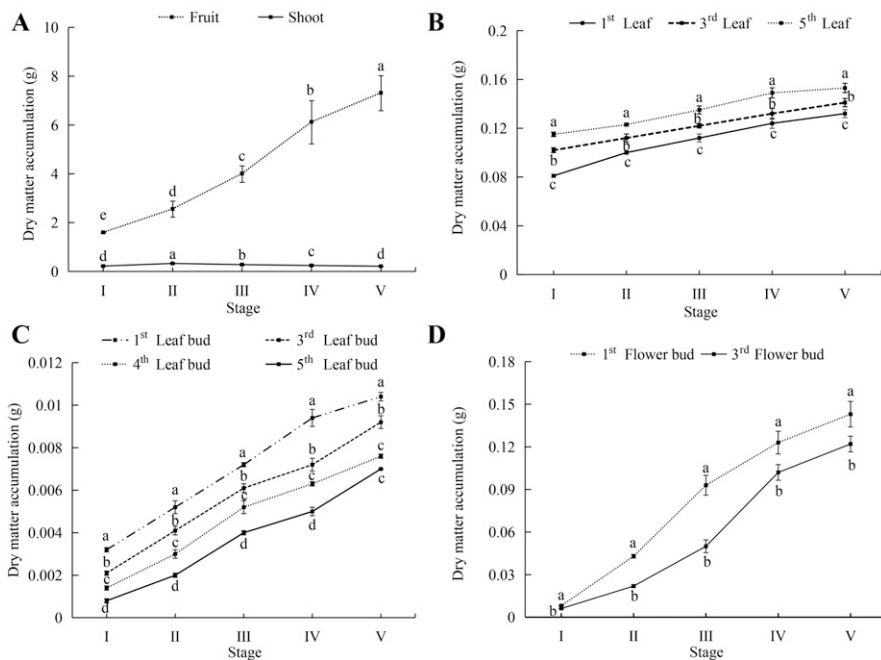 A
Fruit Shoot
Dry matter accumulation (g)
10
8
6
4
2
0
e d c b a
d a b c d
I II III IV V
Stage
B
1st Leaf 3rd Leaf 5th Leaf
Dry matter accumulation (g)
0.2
0.16
0.12
0.08
0.04
0
a a a a a
b b b b b
c c c c c
I II III IV V
Stage
C
1st Leaf bud 3rd Leaf bud
4th Leaf bud 5th Leaf bud
Dry matter accumulation (g)
0.012
0.01
0.008
0.006
0.004
0.002
0
a a a a a
b b b b b
c c c c c
d d d d c
I II III IV V
Stage
D
1st Flower bud 3rd Flower bud
Dry matter accumulation (g)
0.18
0.15
0.12
0.09
0.06
0.03
0
a a a a a
b b b b b
I II III IV V
Stage